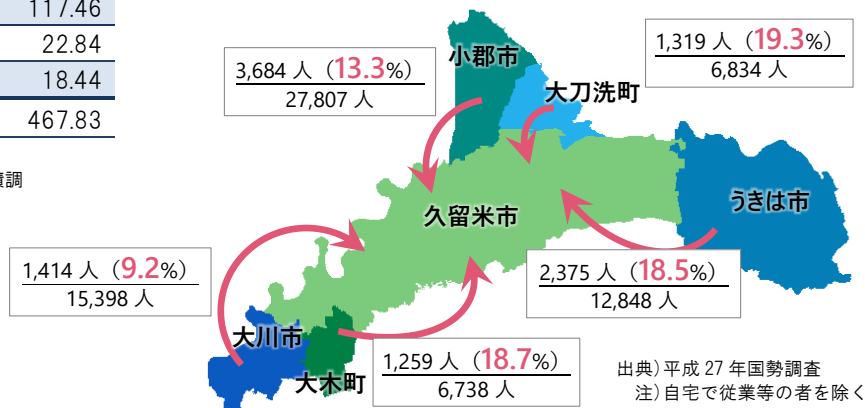 117.46
22.84
18.44
467.83
積調
小郡市
3,684 人（13.3%）
27,807 人
大刀洗町
1,319 人（19.3%）
6,834 人
うきは市
久留米市
2,375 人（18.5%）
12,848 人
1,414 人（9.2%）
15,398 人
大川市
大木町
1,259 人（18.7%）
6,738 人
出典）平成 27 年国勢調査
注）自宅で従業等の者を除く